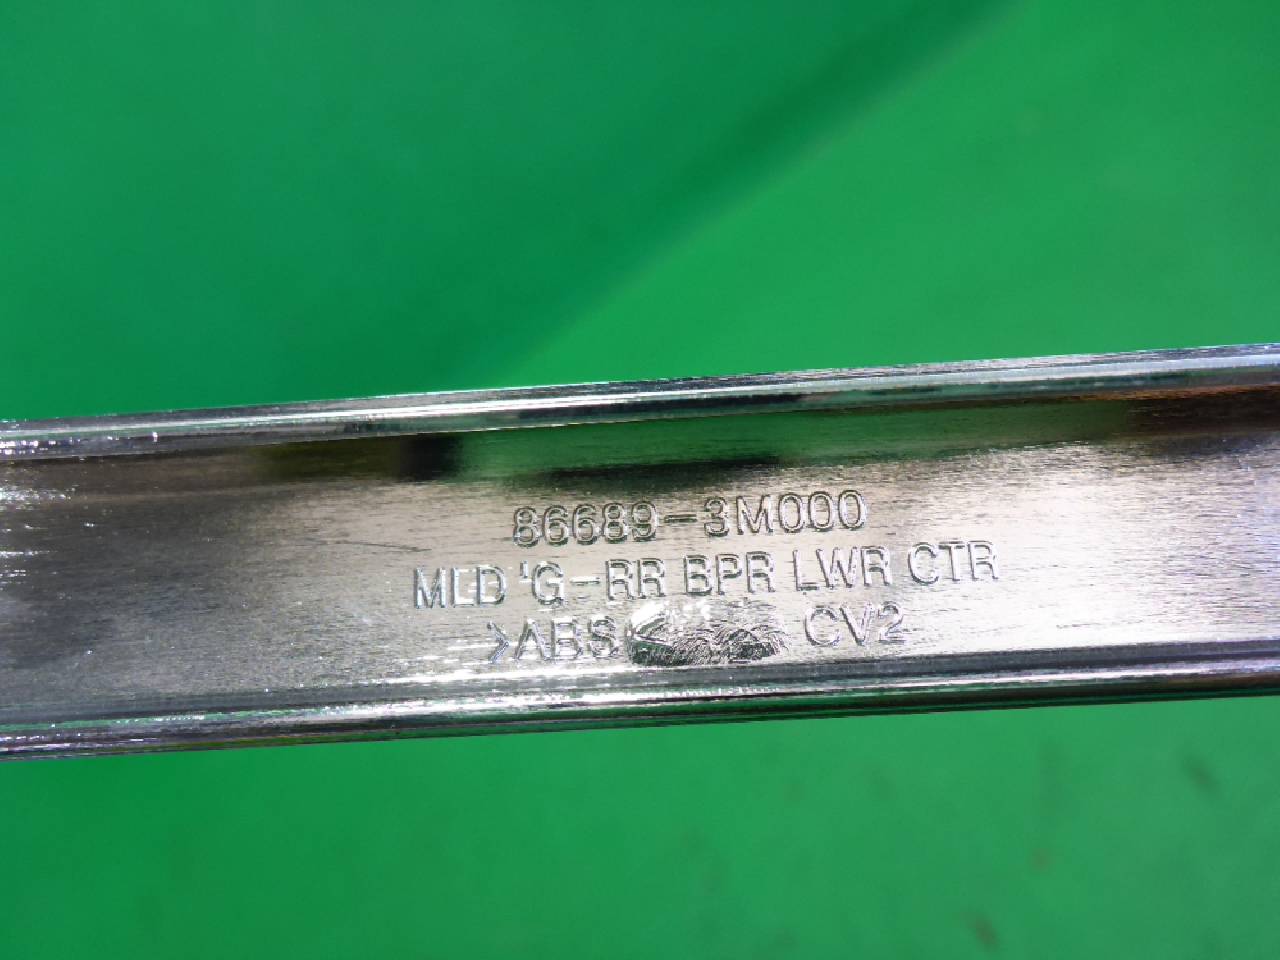 86689-3M000
MLD'G-RR BPR LWR CTR
>ABS< CV2